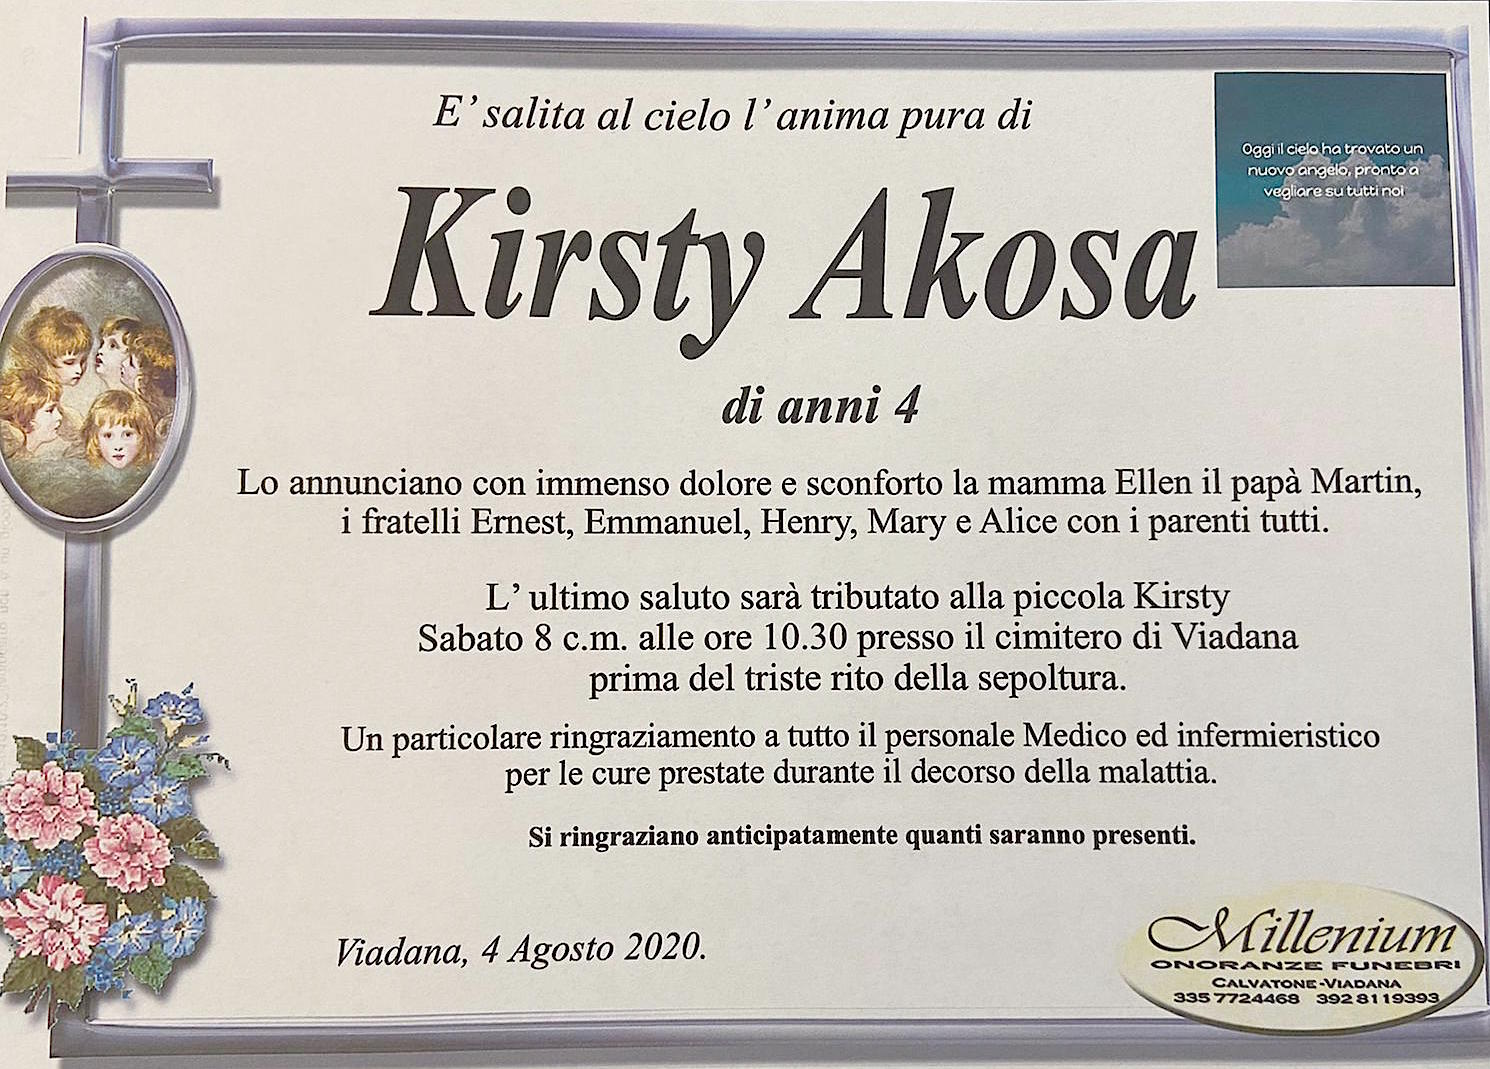 E' salita al cielo l'anima pura di
Oggi il cielo ha trovato un
nuovo angelo, pronto a
vegliare su tutti noi
Kirsty Akosa
di anni 4
Lo annunciano con immenso dolore e sconforto la mamma Ellen il papà Martin,
i fratelli Ernest, Emmanuel, Henry, Mary e Alice con i parenti tutti.
L' ultimo saluto sarà tributato alla piccola Kirsty
Sabato 8 c.m. alle ore 10.30 presso il cimitero di Viadana
prima del triste rito della sepoltura.
Un particolare ringraziamento a tutto il personale Medico ed infermieristico
per le cure prestate durante il decorso della malattia.
Si ringraziano anticipatamente quanti saranno presenti.
Viadana, 4 Agosto 2020.
Millenium
ONORANZE FUNEBRI
CALVATONE-VIADANA
335 7724468 392 8119393